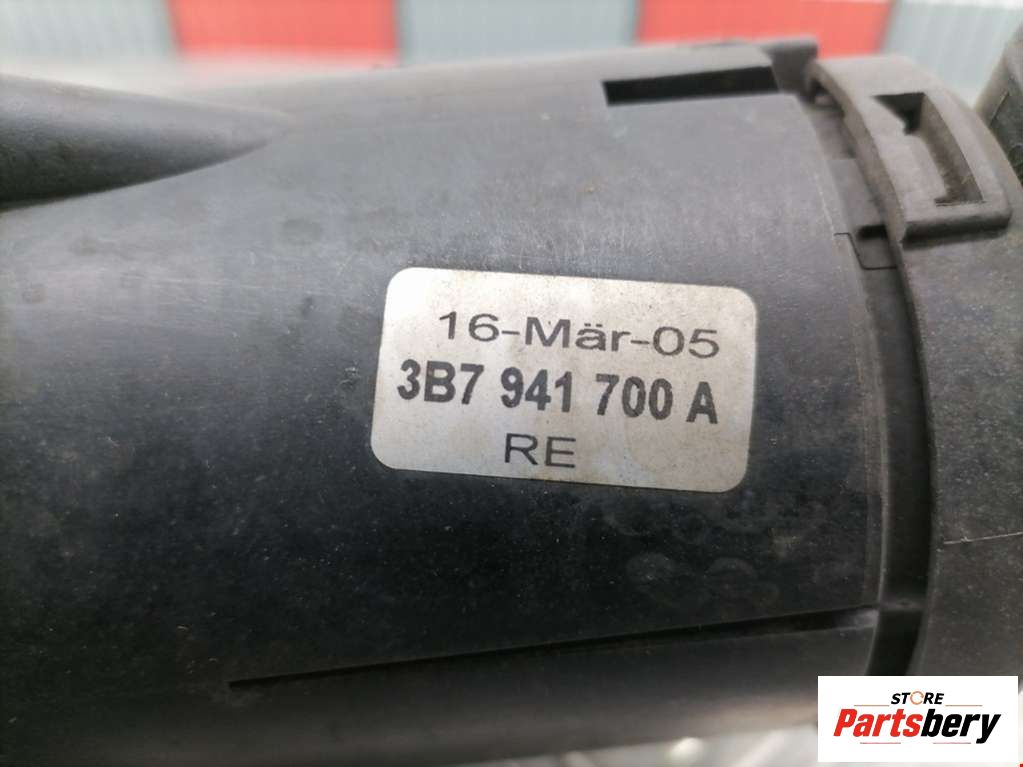 16-Mär-05
3B7 941 700 A
RE
STORE
Partsbery